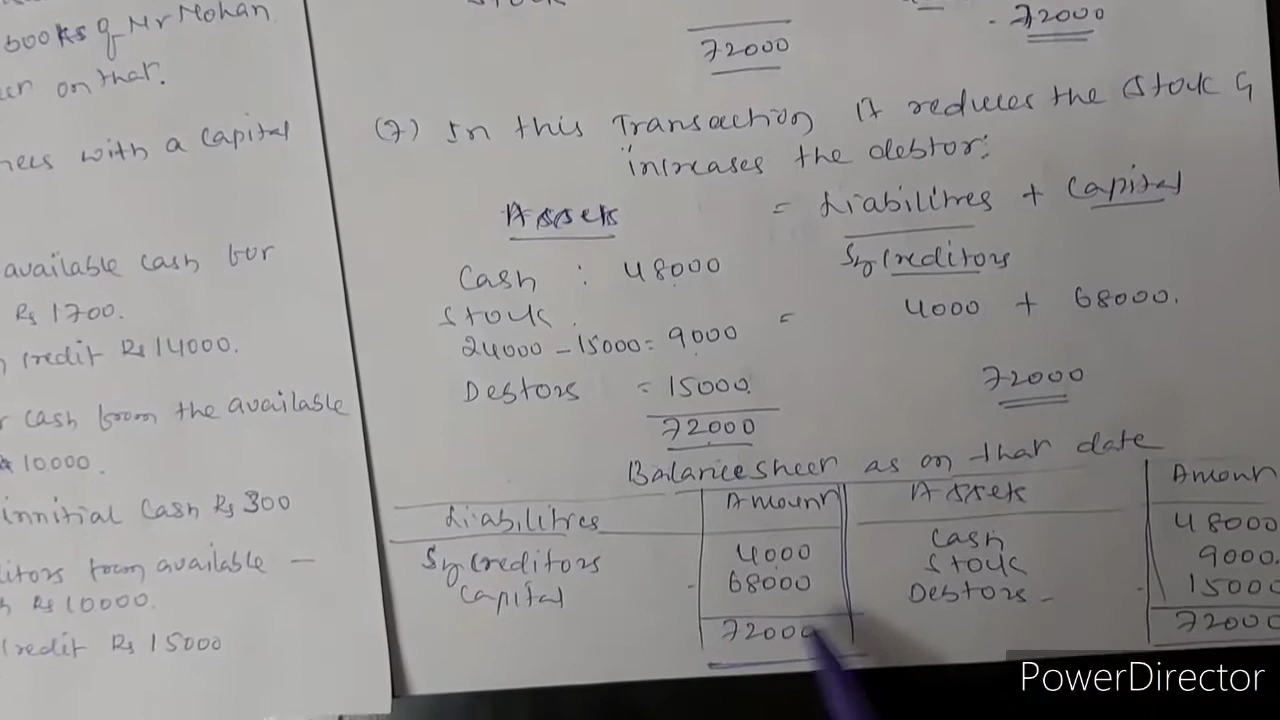 books of Mr Mohan
on that.
with a capital
available cash for
Rs 1700.
credit Rs 14000.
cash from the available
10000.
innitial Cash Rs 300
from available —
Rs 10000.
credit Rs 15000
Stock
72000
72000
(7) In this Transaction It reduces the Stock &
increases the debtor:
Assets = Liabilities + Capital
Cash : 48000 Sy Creditors
Stock
24000 - 15000 = 9000 = 4000 + 68000.
Debtors = 15000
72000 72000
Balance sheet as on that date
Liabilities Amount Assets Amount
Sy Creditors 4000 Cash 48000
Capital 68000 Stock 9000
Debtors - 15000
72000 72000
PowerDirector